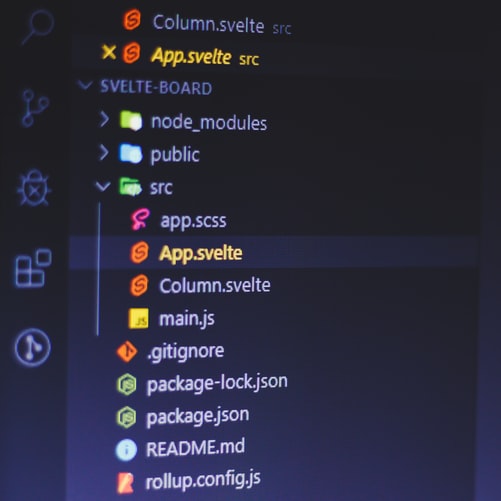 Column.svelte src
App.svelte src
SVELTE-BOARD
node_modules
public
src
app.scss
App.svelte
Column.svelte
JS main.js
.gitignore
package-lock.json
package.json
README.md
rollup.config.js